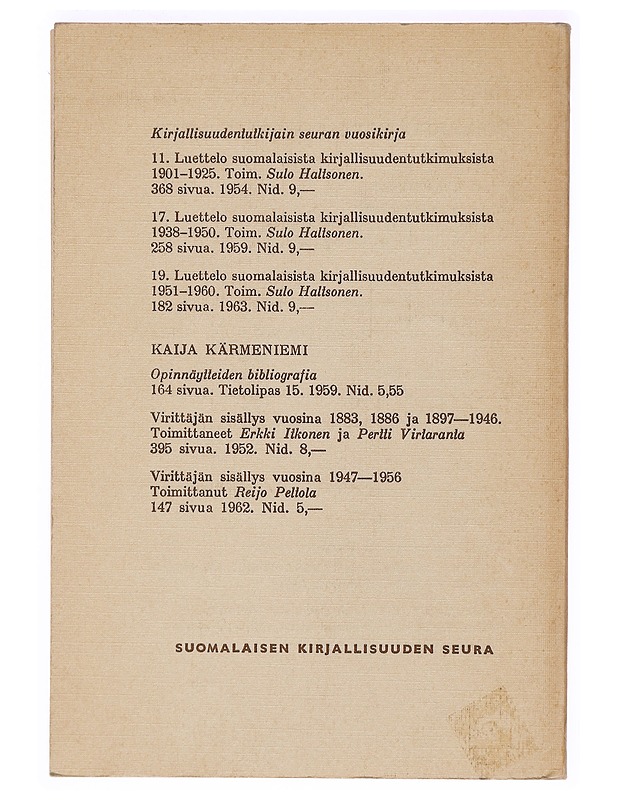 Kirjallisuudentutkijain seuran vuosikirja
11. Luettelo suomalaisista kirjallisuudentutkimuksista
1901–1925. Toim. Sulo Haltsonen.
368 sivua. 1954. Nid. 9,—
17. Luettelo suomalaisista kirjallisuudentutkimuksista
1938–1950. Toim. Sulo Haltsonen.
258 sivua. 1959. Nid. 9,—
19. Luettelo suomalaisista kirjallisuudentutkimuksista
1951–1960. Toim. Sulo Haltsonen.
182 sivua. 1963. Nid. 9,—
KAIJA KÄRMENIEMI
Opinnäytteiden bibliografia
164 sivua. Tietolipas 15. 1959. Nid. 5,55
Virittäjän sisällys vuosina 1883, 1886 ja 1897—1946.
Toimittaneet Erkki Itkonen ja Pertti Virtaranta
395 sivua. 1952. Nid. 8,—
Virittäjän sisällys vuosina 1947—1956
Toimittanut Reijo Peltola
147 sivua 1962. Nid. 5,—
SUOMALAISEN KIRJALLISUUDEN SEURA